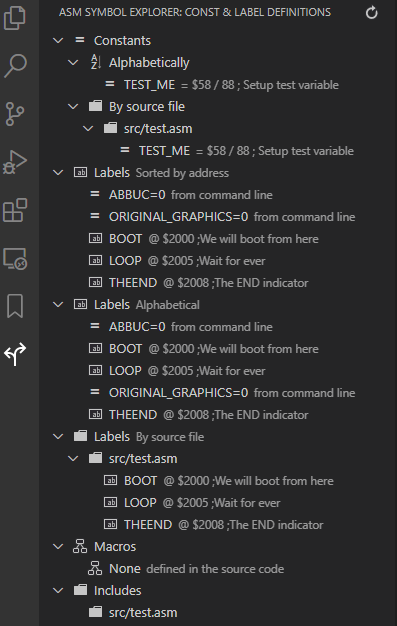 ASM SYMBOL EXPLORER: CONST & LABEL DEFINITIONS
Constants
Alphabetically
TEST_ME = $58 / 88 ; Setup test variable
By source file
src/test.asm
TEST_ME = $58 / 88 ; Setup test variable
Labels Sorted by address
ABBUC=0 from command line
ORIGINAL_GRAPHICS=0 from command line
BOOT @ $2000 ;We will boot from here
LOOP @ $2005 ;Wait for ever
THEEND @ $2008 ;The END indicator
Labels Alphabetical
ABBUC=0 from command line
BOOT @ $2000 ;We will boot from here
LOOP @ $2005 ;Wait for ever
ORIGINAL_GRAPHICS=0 from command line
THEEND @ $2008 ;The END indicator
Labels By source file
src/test.asm
BOOT @ $2000 ;We will boot from here
LOOP @ $2005 ;Wait for ever
THEEND @ $2008 ;The END indicator
Macros
None defined in the source code
Includes
src/test.asm